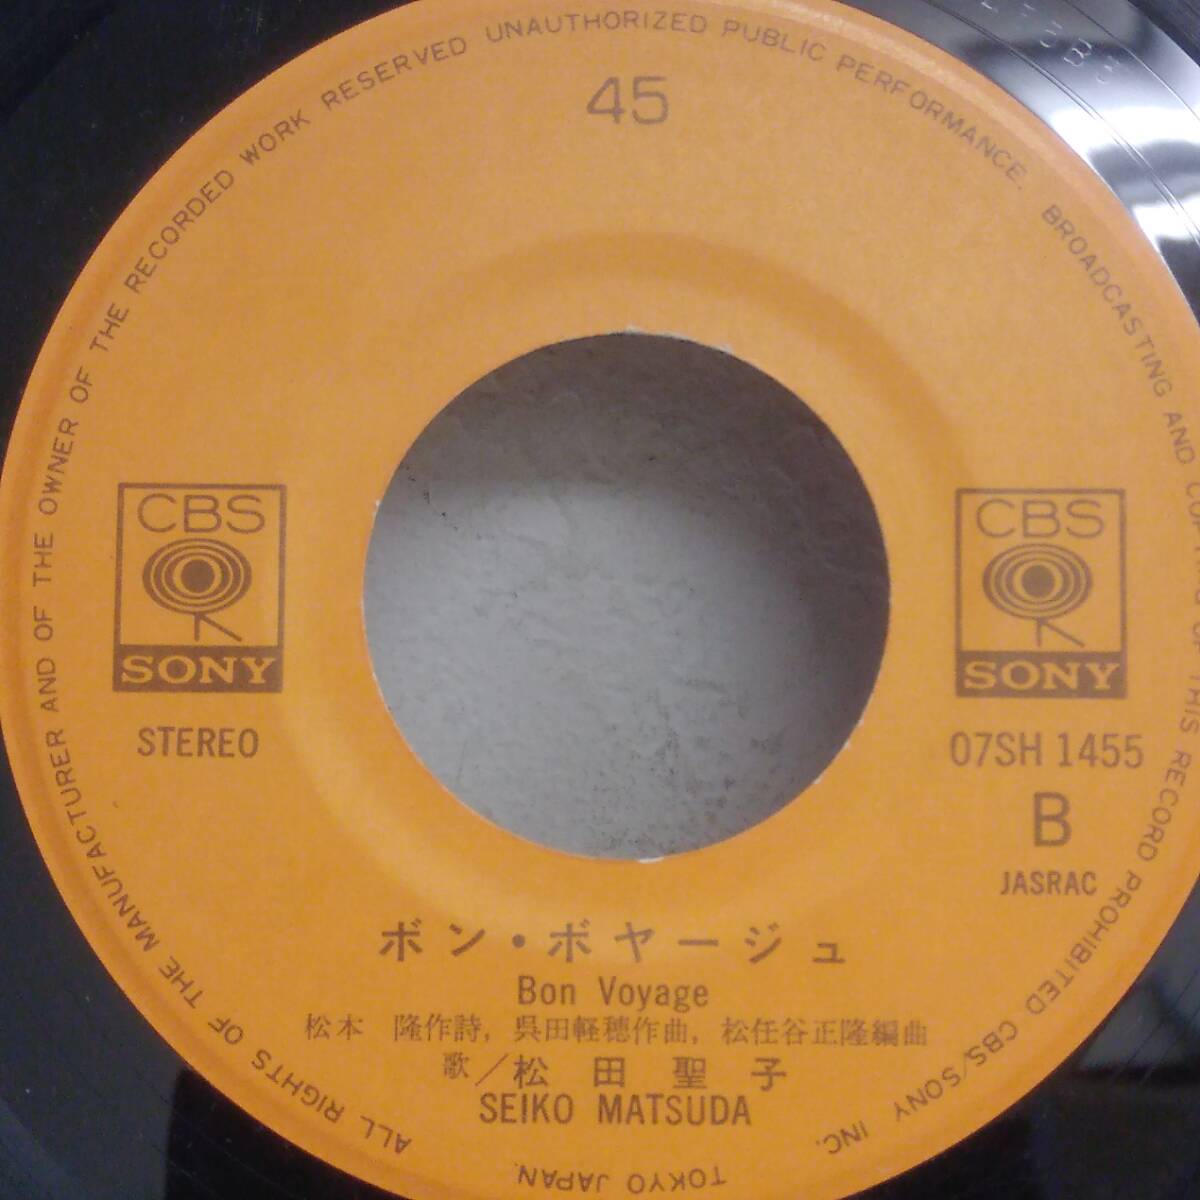 45
CBS
SONY
STEREO
CBS
SONY
07SH 1455
B
JASRAC
ボン・ボヤージュ
Bon Voyage
松本 隆作詩, 呉田軽穂作曲, 松任谷正隆編曲
歌／松田聖子
SEIKO MATSUDA
ALL RIGHTS OF THE MANUFACTURER AND OF THE OWNER OF THE RECORDED WORK RESERVED UNAUTHORIZED PUBLIC PERFORMANCE. BROADCASTING AND COPYING OF THIS RECORD PROHIBITED CBS/SONY INC. TOKYO JAPAN.